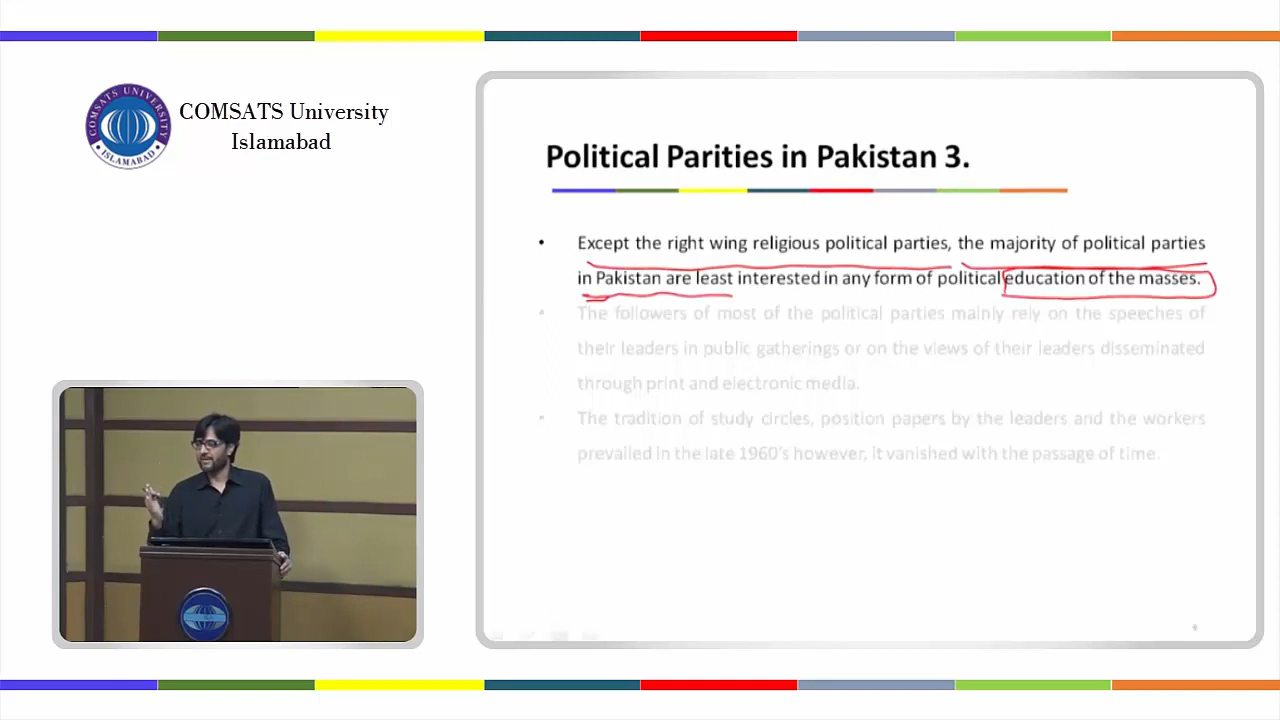 COMSATS UNIVERSITY
ISLAMABAD
COMSATS University
Islamabad
Political Parities in Pakistan 3.
• Except the right wing religious political parties, the majority of political parties
in Pakistan are least interested in any form of political education of the masses.
• The followers of most of the political parties mainly rely on the speeches of
their leaders in public gatherings or on the views of their leaders disseminated
through print and electronic media.
• The tradition of study circles, position papers by the leaders and the workers
prevailed in the late 1960's however, it vanished with the passage of time.
9